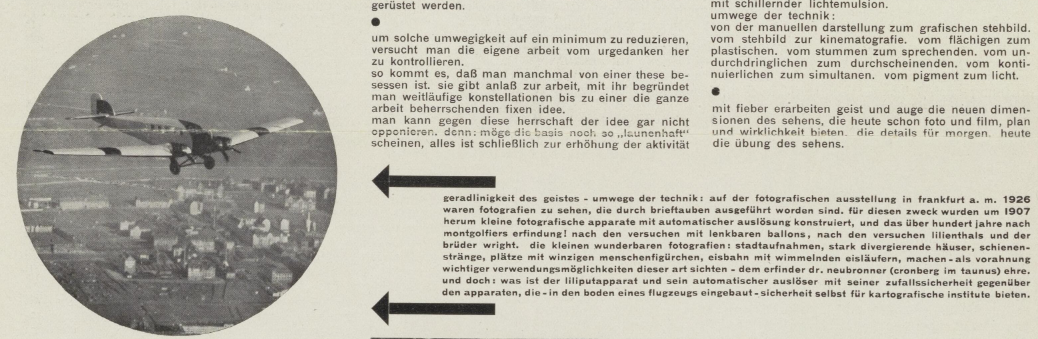 gerüstet werden.
um solche umwegigkeit auf ein minimum zu reduzieren,
versucht man die eigene arbeit vom urgedanken her
zu kontrollieren.
so kommt es, daß man manchmal von einer these be-
sessen ist. sie gibt anlaß zur arbeit, mit ihr begründet
man weitläufige konstellationen bis zu einer die ganze
arbeit beherrschenden fixen idee.
man kann gegen diese herrschaft der idee gar nicht
opponieren. denn: möge die basis noch so „launenhaft“
scheinen, alles ist schließlich zur erhöhung der aktivität
mit schillernder lichtemulsion.
umwege der technik:
von der manuellen darstellung zum grafischen stehbild.
vom stehbild zur kinematografie. vom flächigen zum
plastischen. vom stummen zum sprechenden. vom un-
durchdringlichen zum durchscheinenden. vom konti-
nuierlichen zum simultanen. vom pigment zum licht.
mit fieber erarbeiten geist und auge die neuen dimen-
sionen des sehens, die heute schon foto und film, plan
und wirklichkeit bieten. die details für morgen. heute
die übung des sehens.
geradlinigkeit des geistes - umwege der technik: auf der fotografischen ausstellung in frankfurt a. m. 1926
waren fotografien zu sehen, die durch brieftauben ausgeführt worden sind. für diesen zweck wurden um 1907
herum kleine fotografische apparate mit automatischer auslösung konstruiert, und das über hundert jahre nach
montgolfiers erfindung! nach den versuchen mit lenkbaren ballons, nach den versuchen lilienthals und der
brüder wright. die kleinen wunderbaren fotografien: stadtaufnahmen, stark divergierende häuser, schienen-
stränge, plätze mit winzigen menschenfigürchen, eisbahn mit wimmelnden eisläufern, machen - als vorahnung
wichtiger verwendungsmöglichkeiten dieser art sichten - dem erfinder dr. neubronner (cronberg im taunus) ehre.
und doch: was ist der liliputapparat und sein automatischer auslöser mit seiner zufallssicherheit gegenüber
den apparaten, die - in den boden eines flugzeugs eingebaut - sicherheit selbst für kartografische institute bieten.